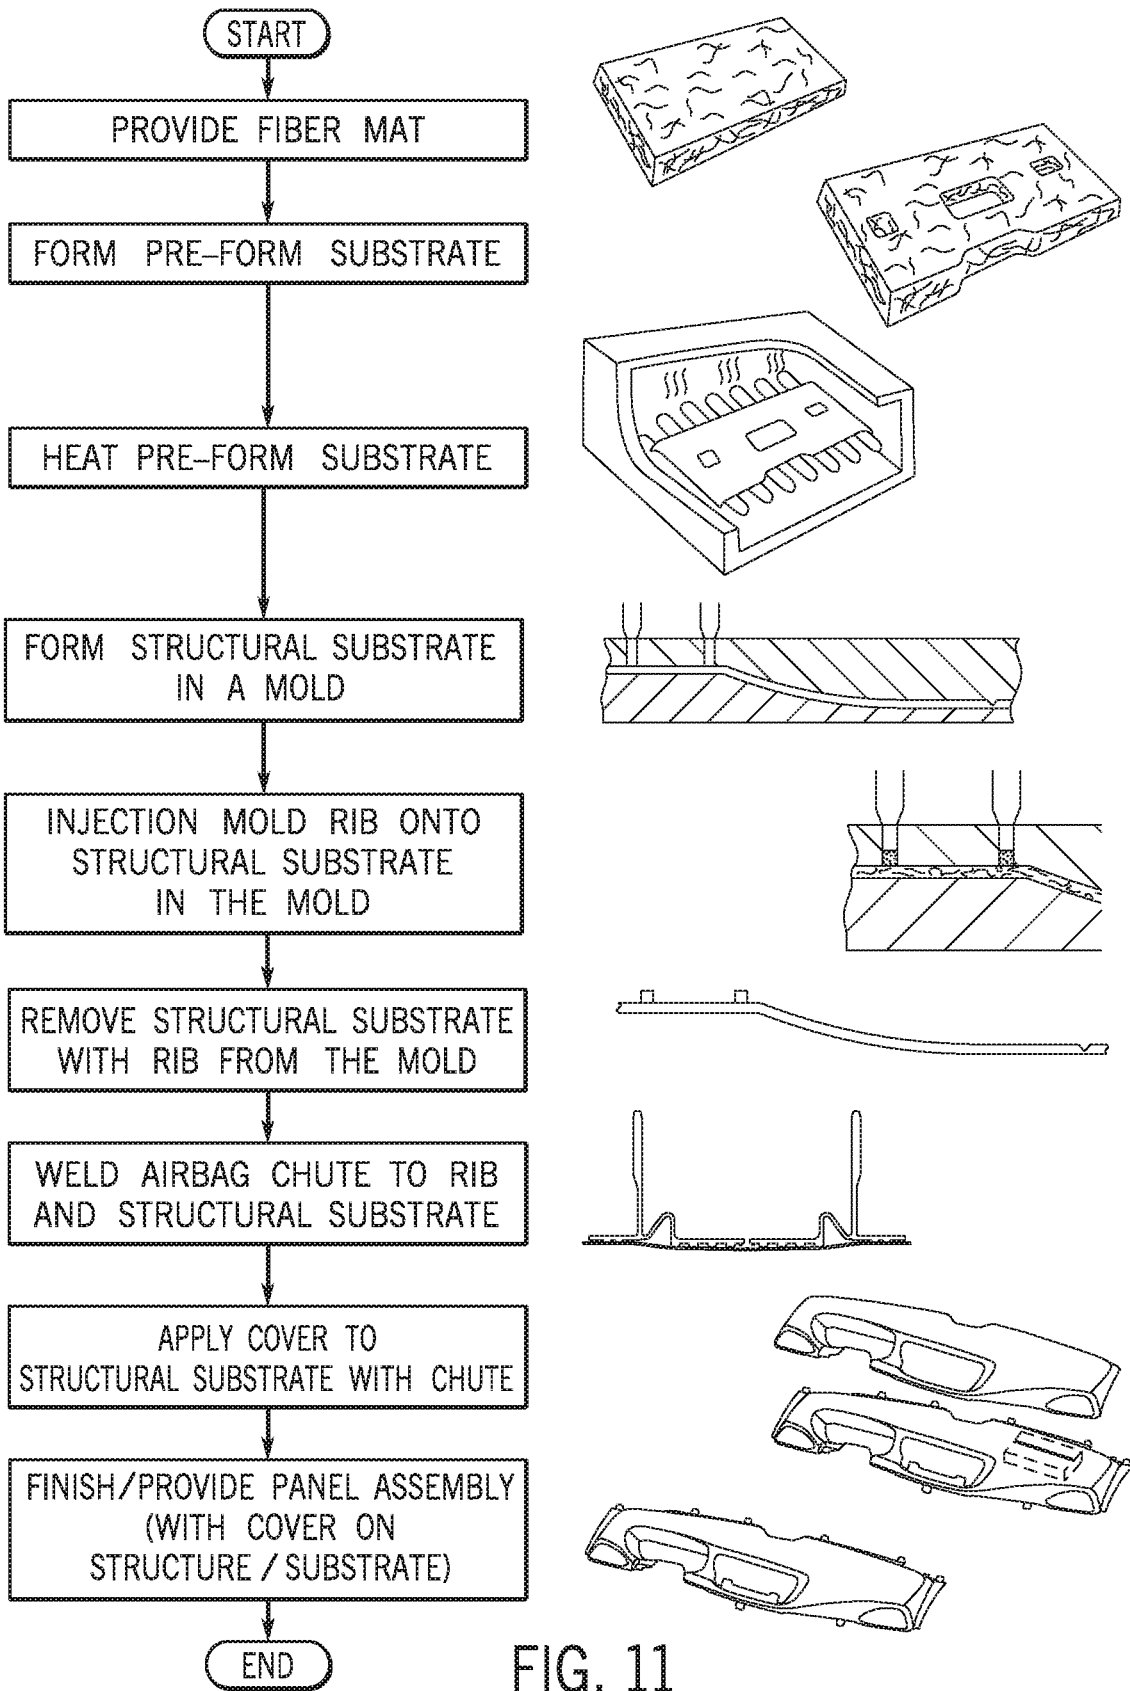 START
PROVIDE FIBER MAT
FORM PRE–FORM SUBSTRATE
HEAT PRE–FORM SUBSTRATE
FORM STRUCTURAL SUBSTRATE
IN A MOLD
INJECTION MOLD RIB ONTO
STRUCTURAL SUBSTRATE
IN THE MOLD
REMOVE STRUCTURAL SUBSTRATE
WITH RIB FROM THE MOLD
WELD AIRBAG CHUTE TO RIB
AND STRUCTURAL SUBSTRATE
APPLY COVER TO
STRUCTURAL SUBSTRATE WITH CHUTE
FINISH/PROVIDE PANEL ASSEMBLY
(WITH COVER ON
STRUCTURE / SUBSTRATE)
END
FIG. 11